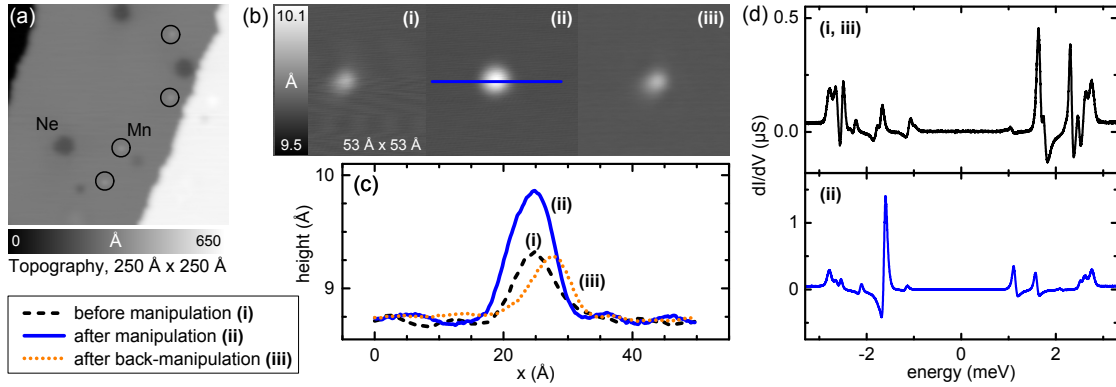 (a)
Ne
Mn
0 Å 650
Topography, 250 Å x 250 Å
before manipulation (i)
after manipulation (ii)
after back-manipulation (iii)
(b)
10.1
Å
9.5
(i)
(ii)
(iii)
53 Å x 53 Å
(c)
10
9
height (Å)
(ii)
(i)
(iii)
0 20 40
x (Å)
(d)
(i, iii)
0.5
0.0
dI/dV (µS)
(ii)
1
0
-2 0 2
energy (meV)